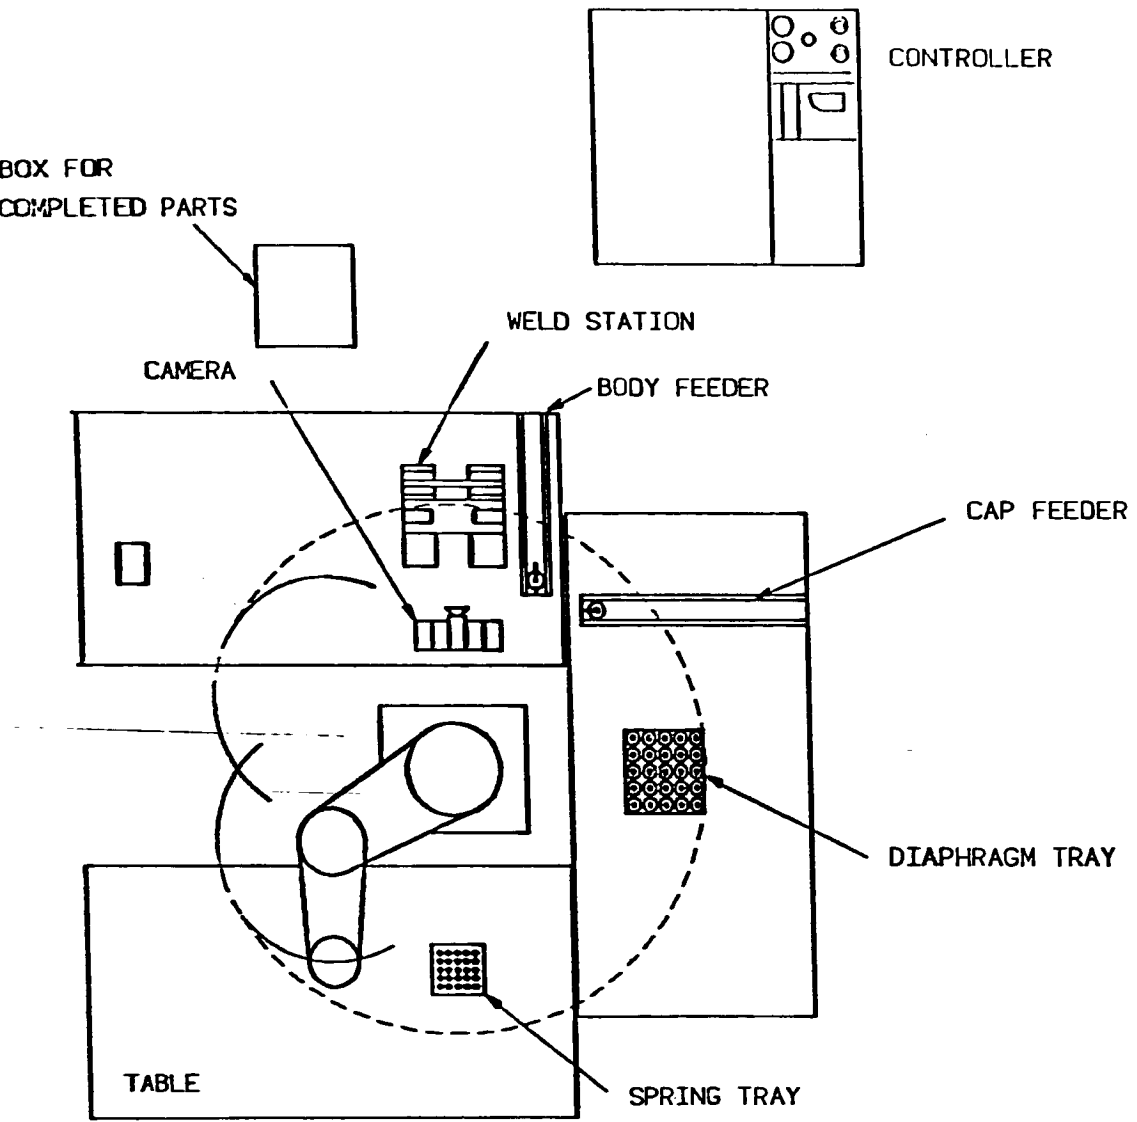 CONTROLLER
BOX FOR
COMPLETED PARTS
WELD STATION
CAMERA
BODY FEEDER
CAP FEEDER
DIAPHRAGM TRAY
TABLE
SPRING TRAY